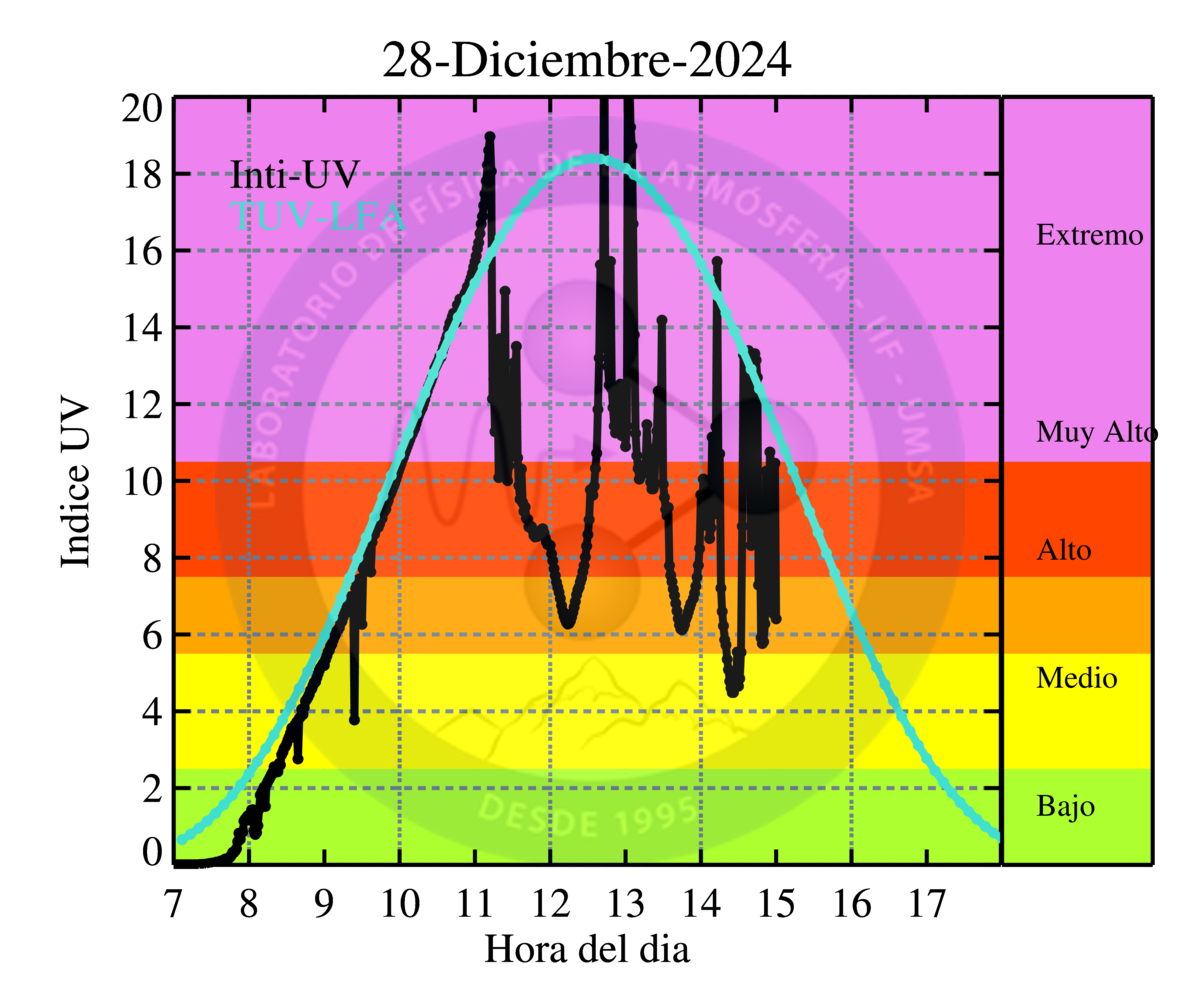 28-Diciembre-2024
20
18
16
14
12
10
8
6
4
2
0
Indice UV
Inti-UV
TUV-LFA
LABORATORIO DE FÍSICA DE LA ATMÓSFERA - IIF - UMSA
DESDE 1995
Extremo
Muy Alto
Alto
Medio
Bajo
7 8 9 10 11 12 13 14 15 16 17
Hora del dia